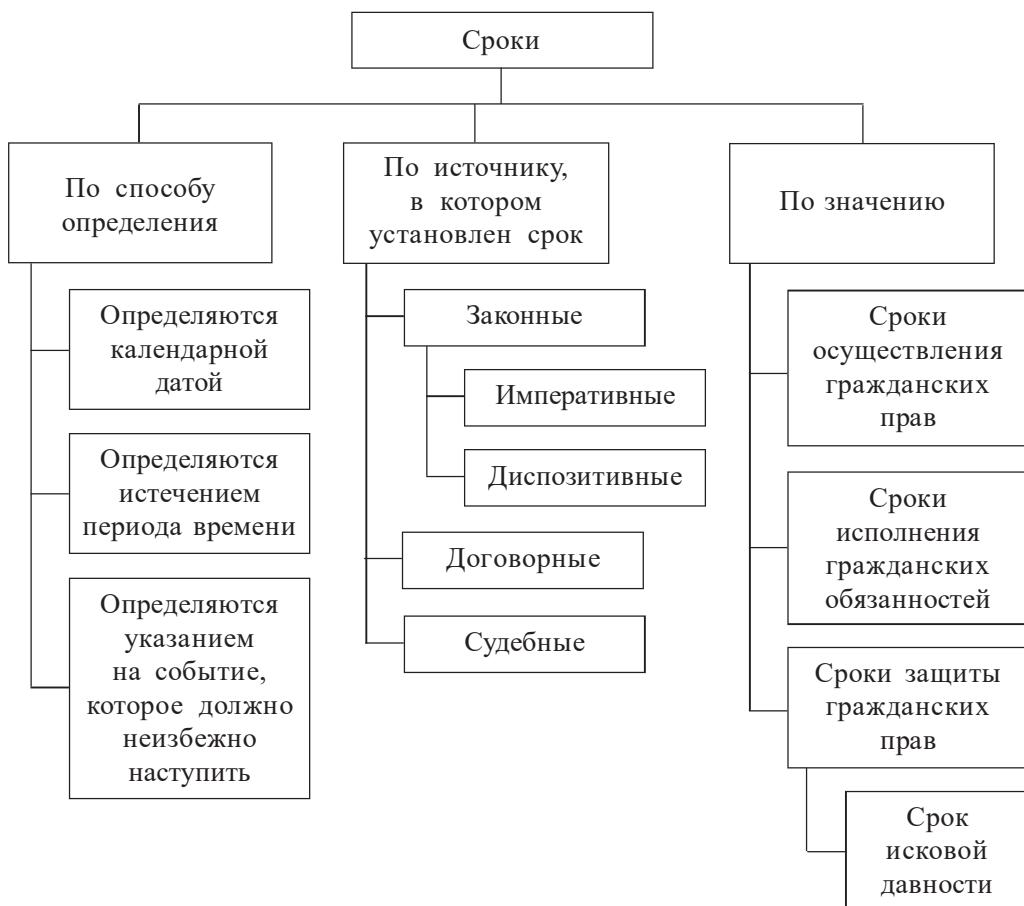 Сроки
По способу
определения
Определяются
календарной
датой
Определяются
истечением
периода времени
Определяются
указанием
на событие,
которое должно
неизбежно
наступить
По источнику,
в котором
установлен срок
Законные
Императивные
Диспозитивные
Договорные
Судебные
По значению
Сроки
осуществления
гражданских
прав
Сроки
исполнения
гражданских
обязанностей
Сроки защиты
гражданских
прав
Срок
исковой
давности